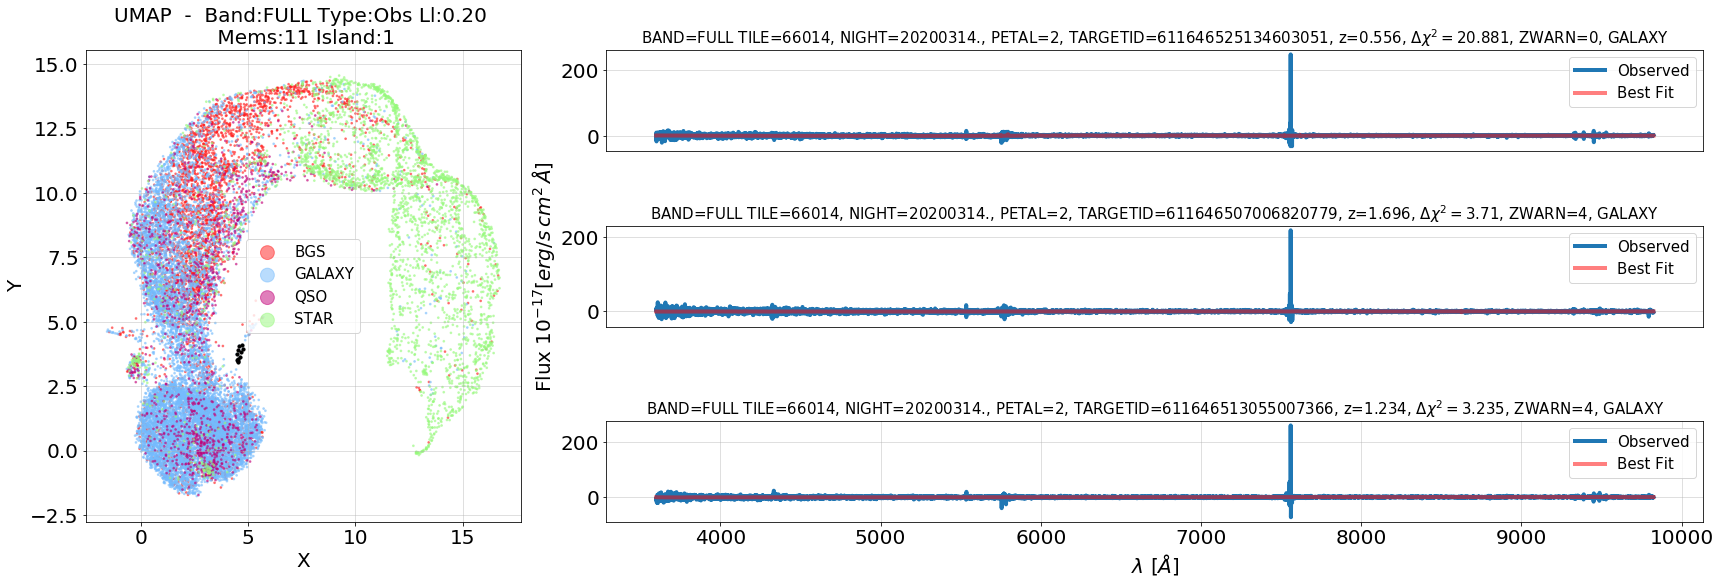 UMAP - Band:FULL Type:Obs Ll:0.20
Mems:11 Island:1
15.0
12.5
10.0
7.5
5.0
2.5
0.0
−2.5
Y
BGS
GALAXY
QSO
STAR
0
5
10
15
X
Flux 10⁻¹⁷[erg/s cm² Å]
BAND=FULL TILE=66014, NIGHT=20200314., PETAL=2, TARGETID=611646525134603051, z=0.556, Δχ² = 20.881, ZWARN=0, GALAXY
200
0
Observed
Best Fit
BAND=FULL TILE=66014, NIGHT=20200314., PETAL=2, TARGETID=611646507006820779, z=1.696, Δχ² = 3.71, ZWARN=4, GALAXY
200
0
Observed
Best Fit
BAND=FULL TILE=66014, NIGHT=20200314., PETAL=2, TARGETID=611646513055007366, z=1.234, Δχ² = 3.235, ZWARN=4, GALAXY
200
0
Observed
Best Fit
4000
5000
6000
7000
8000
9000
10000
λ [Å]